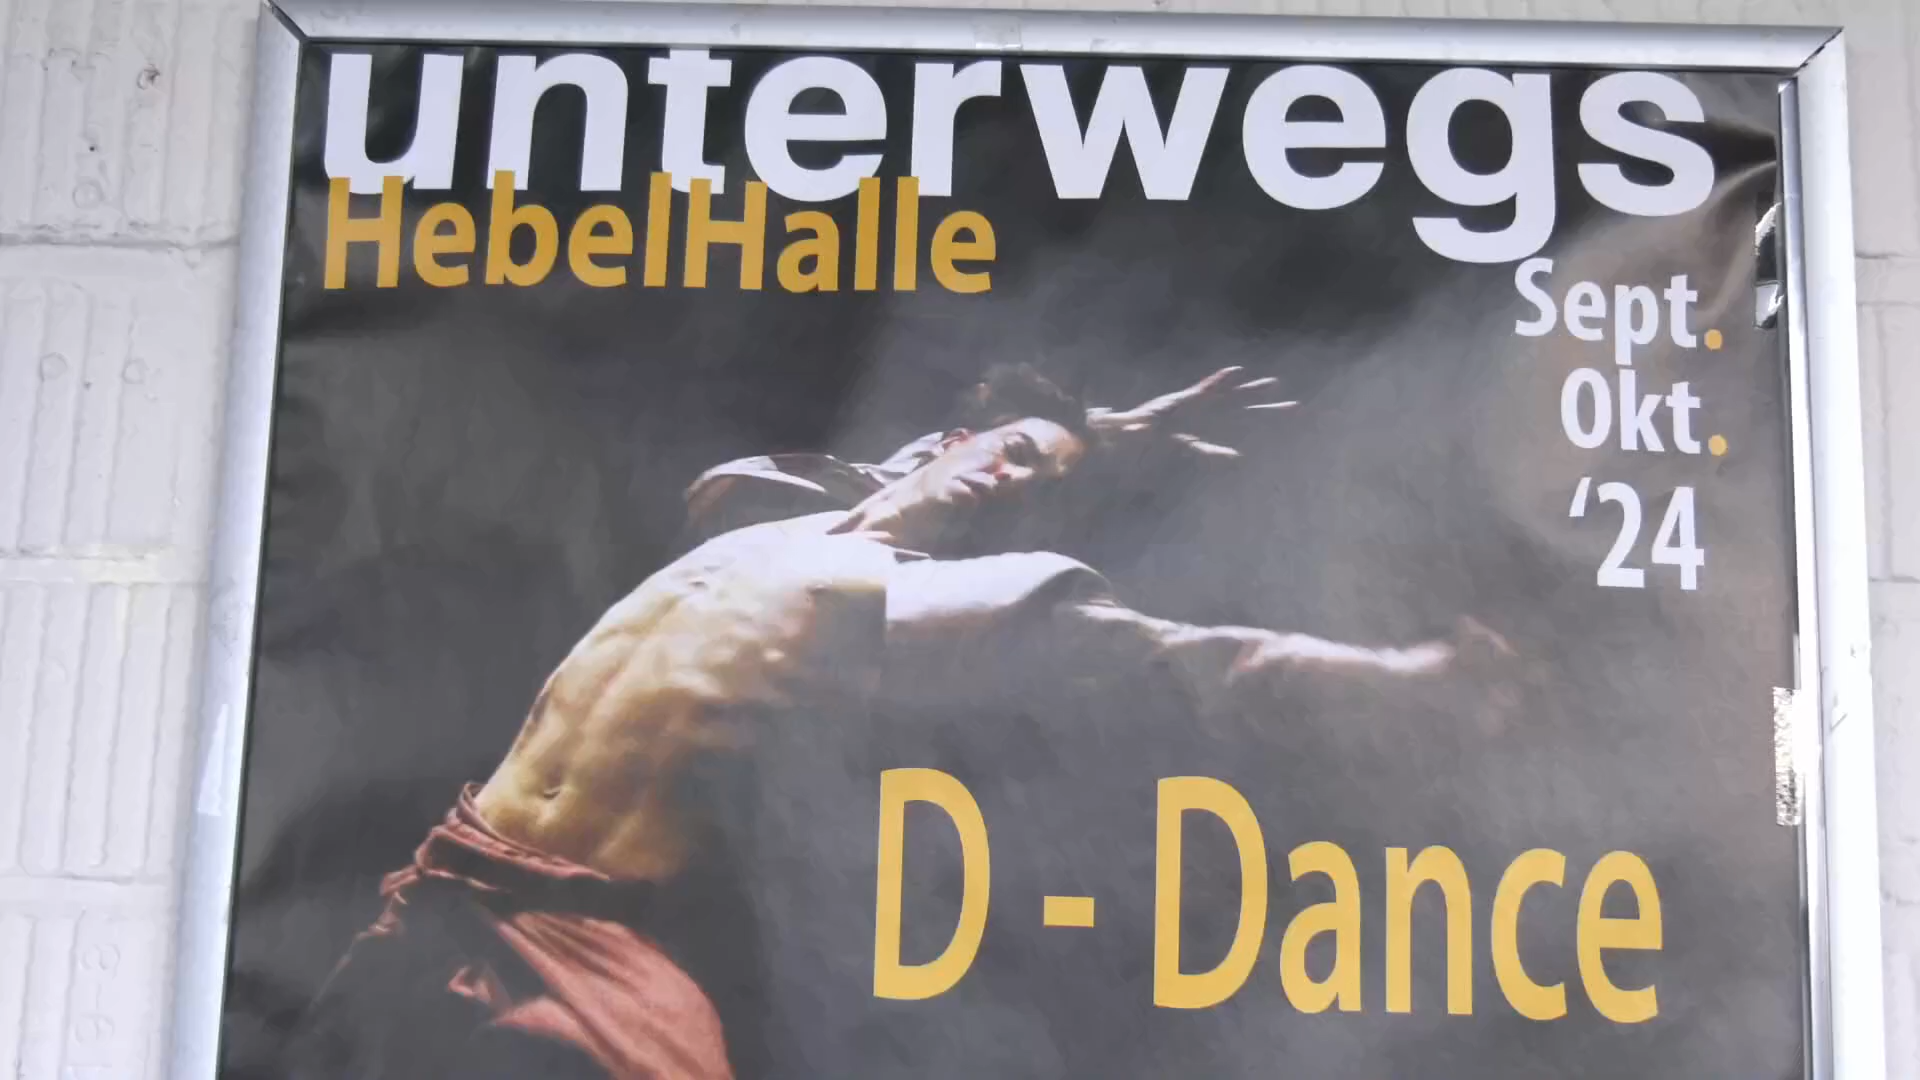 unterwegs
HebelHalle
Sept.
Okt.
‘24
D - Dance